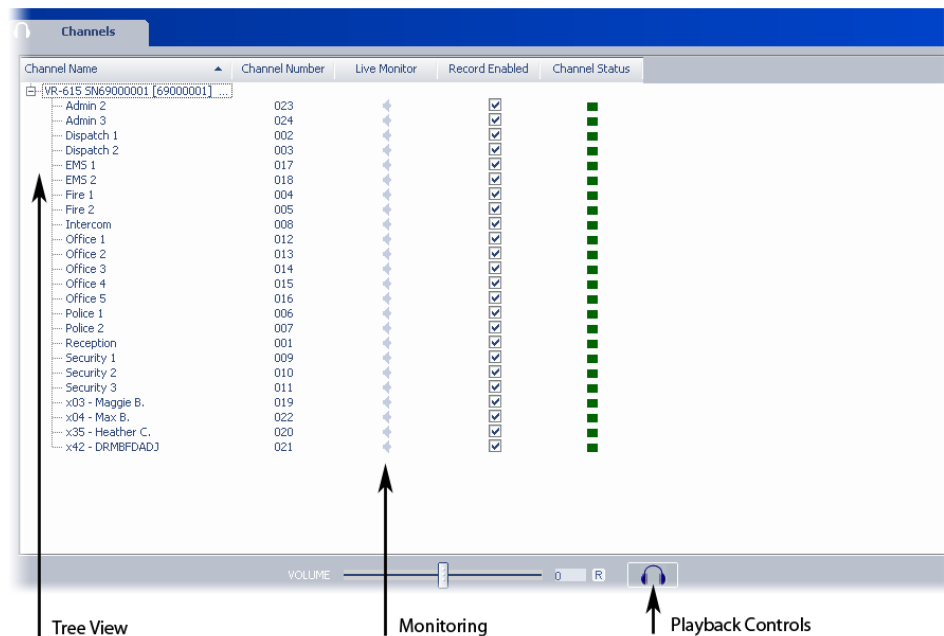 Channels
Channel Name Channel Number Live Monitor Record Enabled Channel Status
VR-615 SN69000001 [69000001] ...
Admin 2 023
Admin 3 024
Dispatch 1 002
Dispatch 2 003
EMS 1 017
EMS 2 018
Fire 1 004
Fire 2 005
Intercom 008
Office 1 012
Office 2 013
Office 3 014
Office 4 015
Office 5 016
Police 1 006
Police 2 007
Reception 001
Security 1 009
Security 2 010
Security 3 011
x03 - Maggie B. 019
x04 - Max B. 022
x35 - Heather C. 020
x42 - DRMBFDADJ 021
VOLUME 0 R
Tree View Monitoring Playback Controls